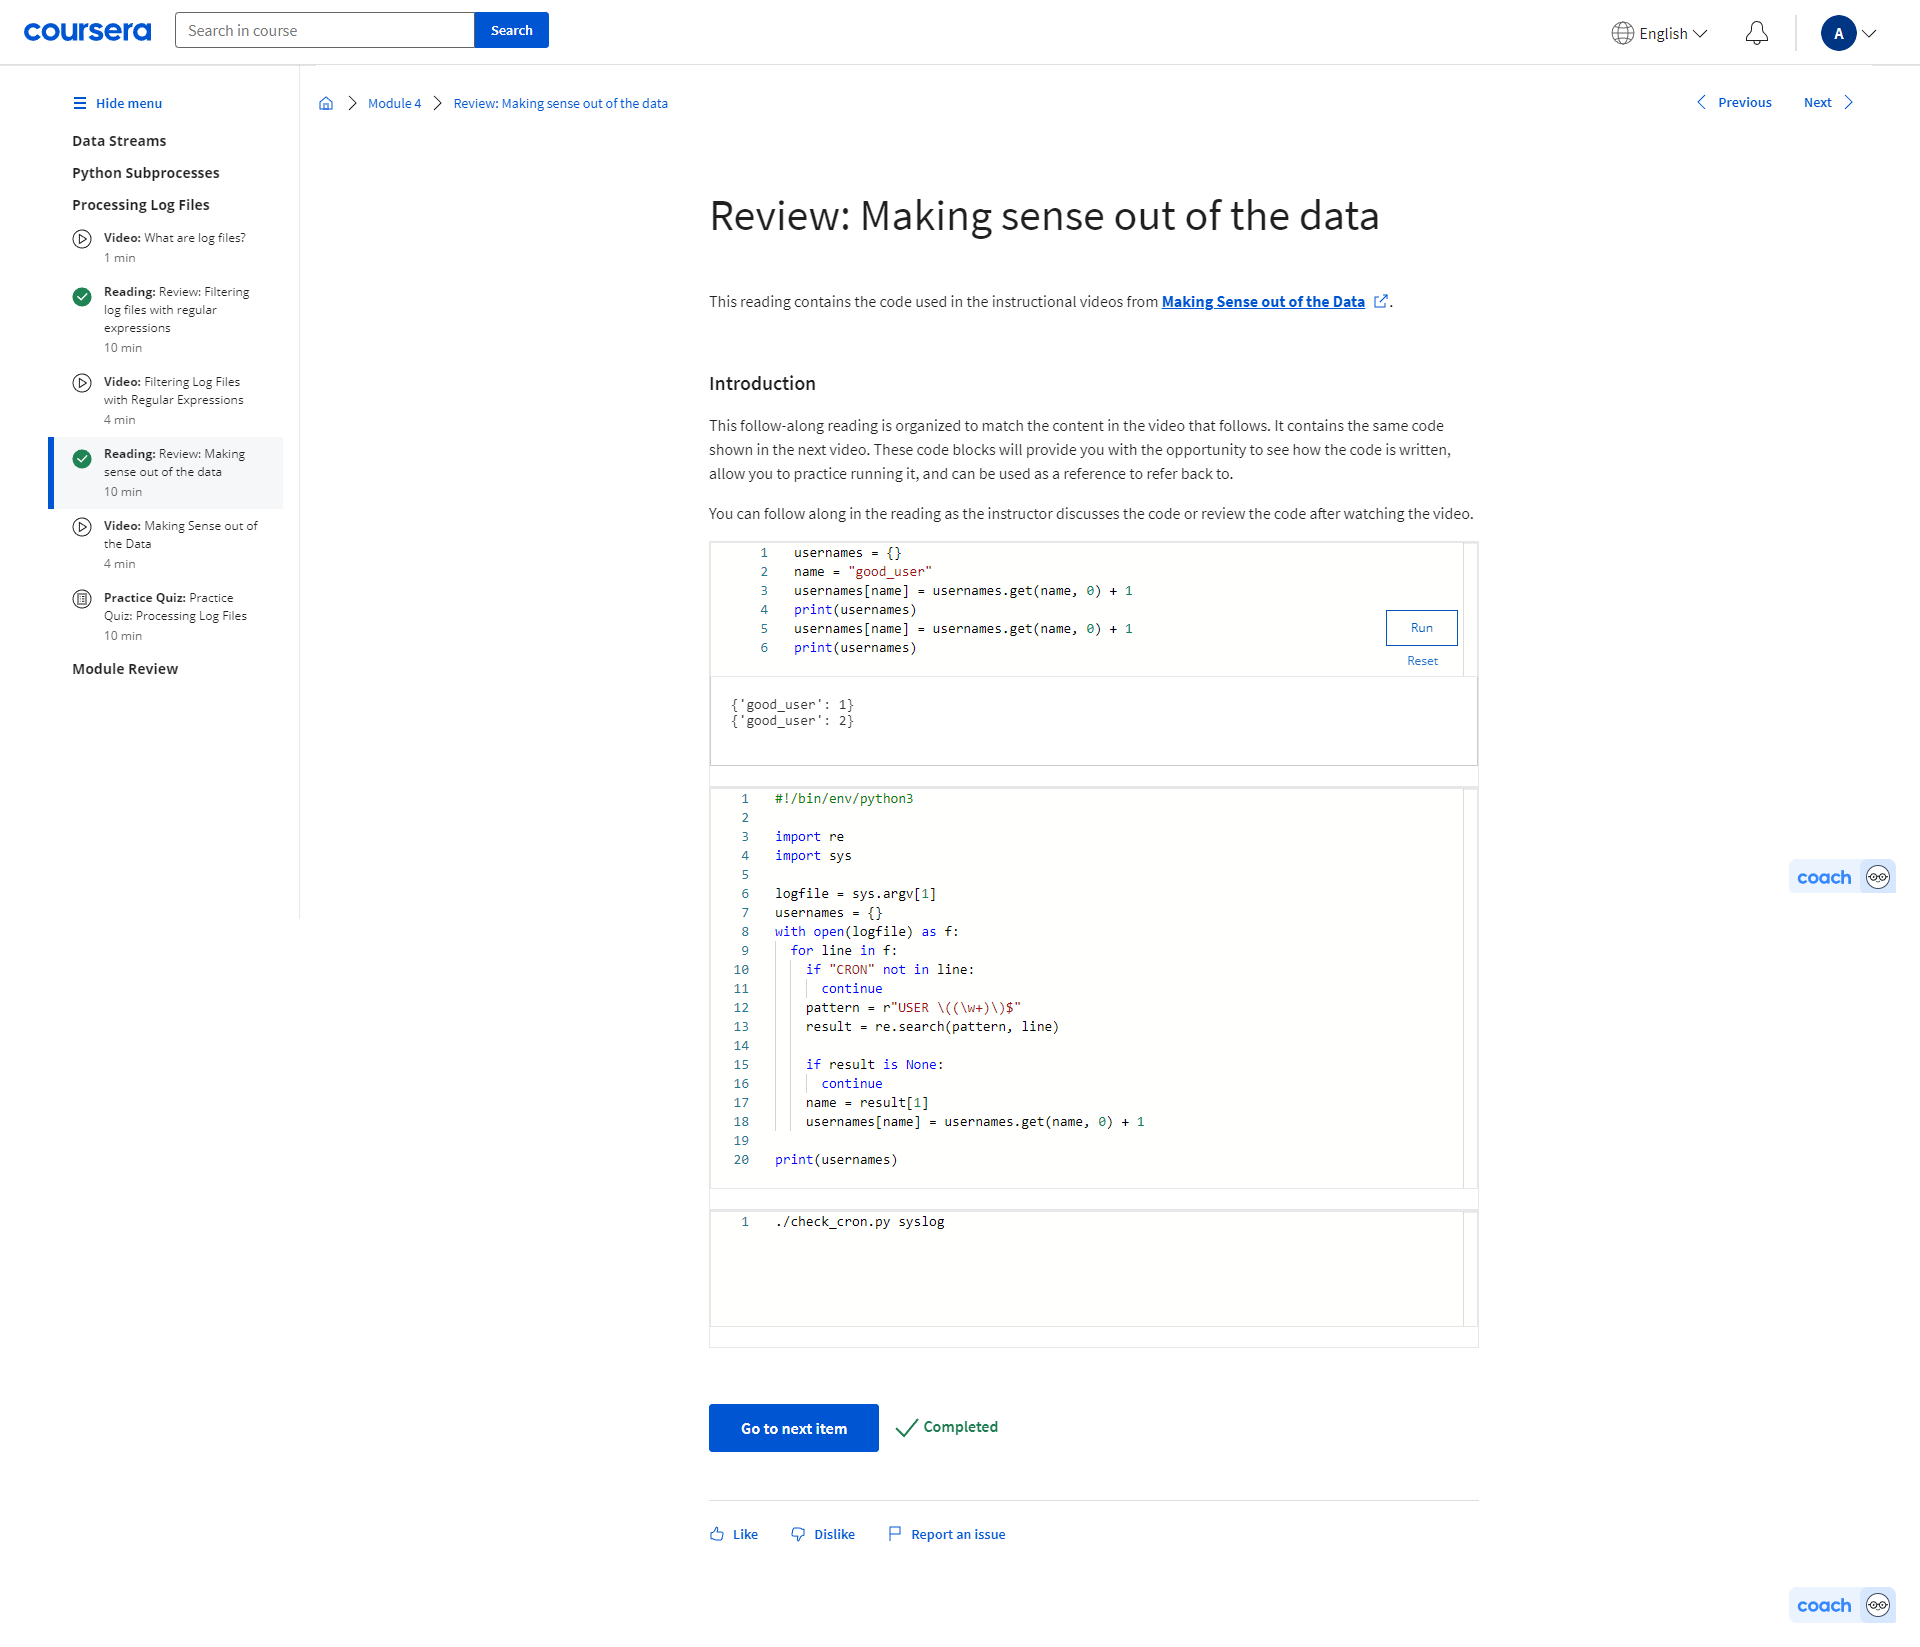 coursera
Search in course
Search
English
A
Hide menu
Data Streams
Python Subprocesses
Processing Log Files
Video: What are log files?
1 min
Reading: Review: Filtering
log files with regular
expressions
10 min
Video: Filtering Log Files
with Regular Expressions
4 min
Reading: Review: Making
sense out of the data
10 min
Video: Making Sense out of
the Data
4 min
Practice Quiz: Practice
Quiz: Processing Log Files
10 min
Module Review
Module 4
Review: Making sense out of the data
Previous
Next
Review: Making sense out of the data
This reading contains the code used in the instructional videos from Making Sense out of the Data.
Introduction
This follow-along reading is organized to match the content in the video that follows. It contains the same code
shown in the next video. These code blocks will provide you with the opportunity to see how the code is written,
allow you to practice running it, and can be used as a reference to refer back to.
You can follow along in the reading as the instructor discusses the code or review the code after watching the video.
1 usernames = {}
2 name = "good_user"
3 usernames[name] = usernames.get(name, 0) + 1
4 print(usernames)
5 usernames[name] = usernames.get(name, 0) + 1
6 print(usernames)
Run
Reset
{'good_user': 1}
{'good_user': 2}
1 #!/bin/env/python3
2
3 import re
4 import sys
5
6 logfile = sys.argv[1]
7 usernames = {}
8 with open(logfile) as f:
9   for line in f:
10     if "CRON" not in line:
11       continue
12     pattern = r"USER \((\w+)\)$"
13     result = re.search(pattern, line)
14
15     if result is None:
16       continue
17     name = result[1]
18     usernames[name] = usernames.get(name, 0) + 1
19
20 print(usernames)
1 ./check_cron.py syslog
Go to next item
Completed
Like
Dislike
Report an issue
coach
coach